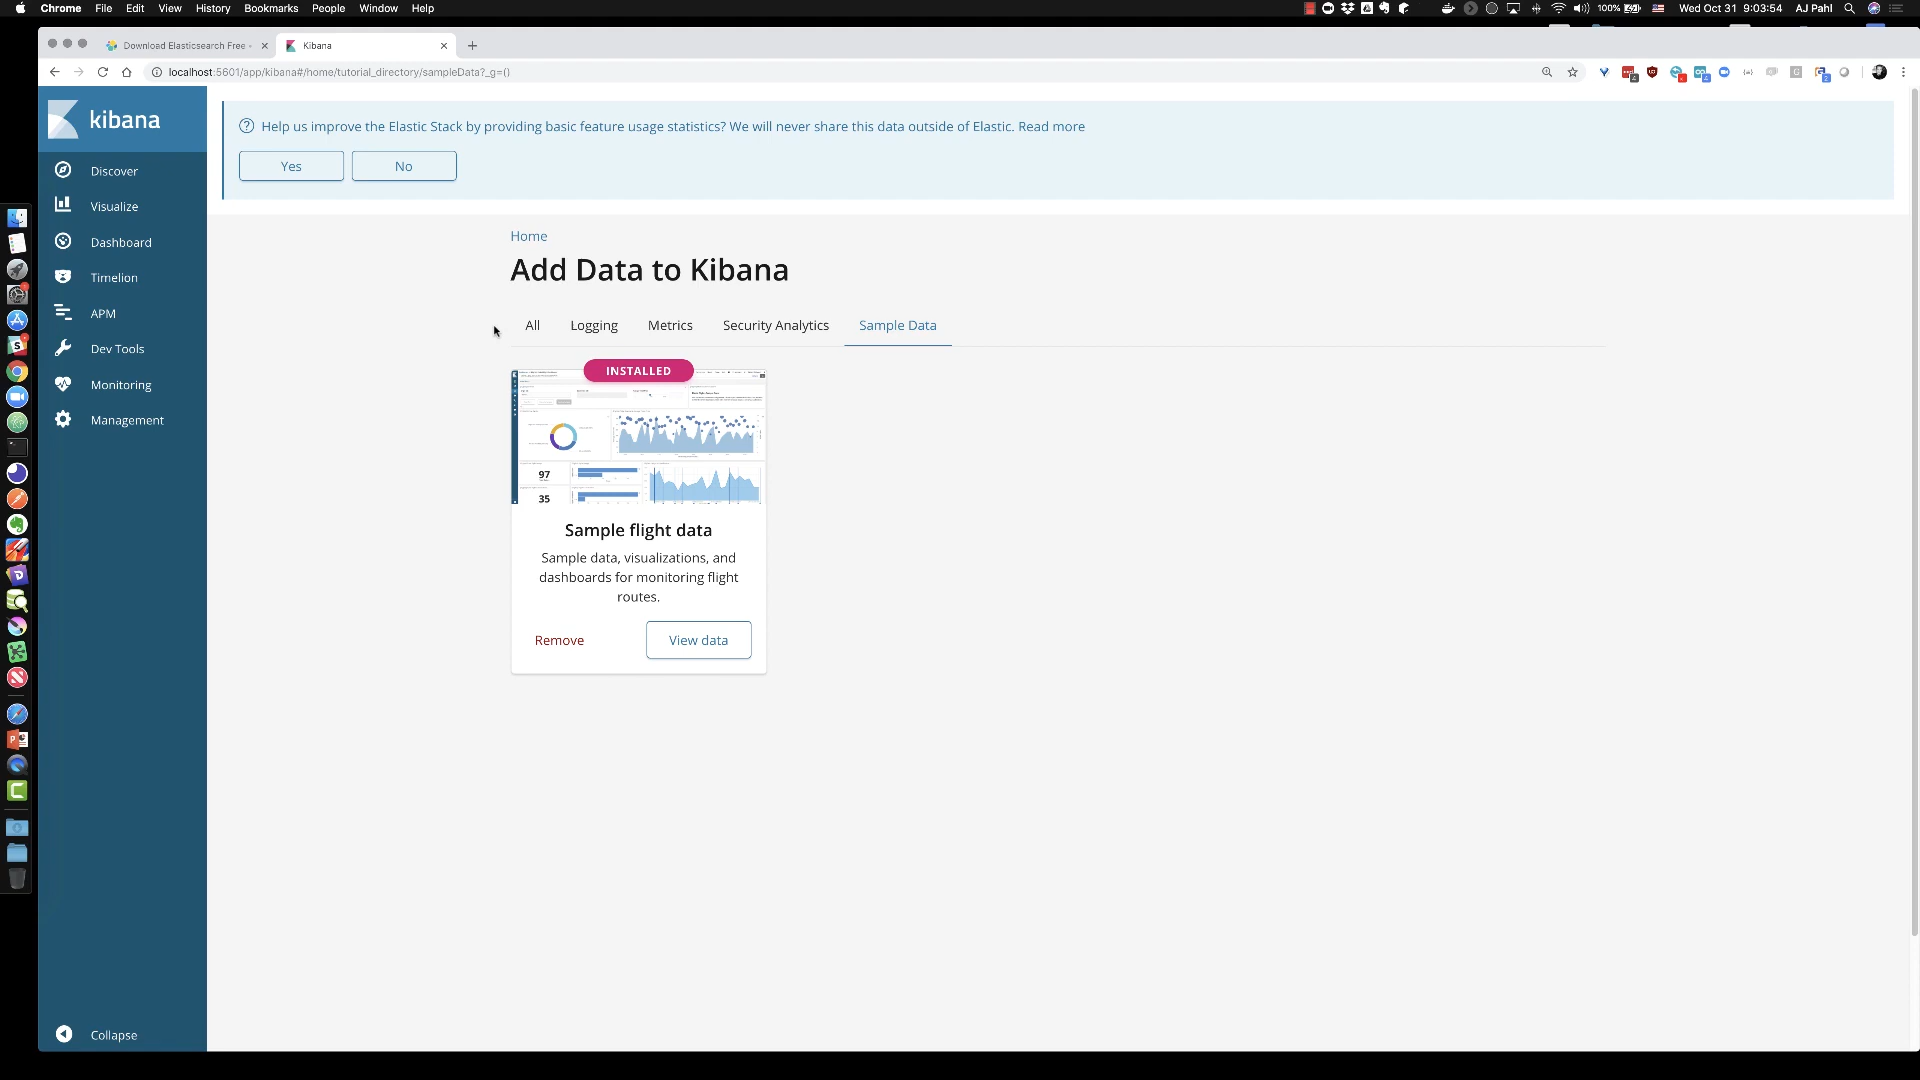 Chrome File Edit View History Bookmarks People Window Help
100% Wed Oct 31 9:03:54 AJ Pahl
Download Elasticsearch Free -
Kibana
localhost:5601/app/kibana#/home/tutorial_directory/sampleData?_g=()
kibana
Discover
Visualize
Dashboard
Timelion
APM
Dev Tools
Monitoring
Management
Collapse
Help us improve the Elastic Stack by providing basic feature usage statistics? We will never share this data outside of Elastic. Read more
Yes No
Home
Add Data to Kibana
All Logging Metrics Security Analytics Sample Data
INSTALLED
97
35
Sample flight data
Sample data, visualizations, and
dashboards for monitoring flight
routes.
Remove View data